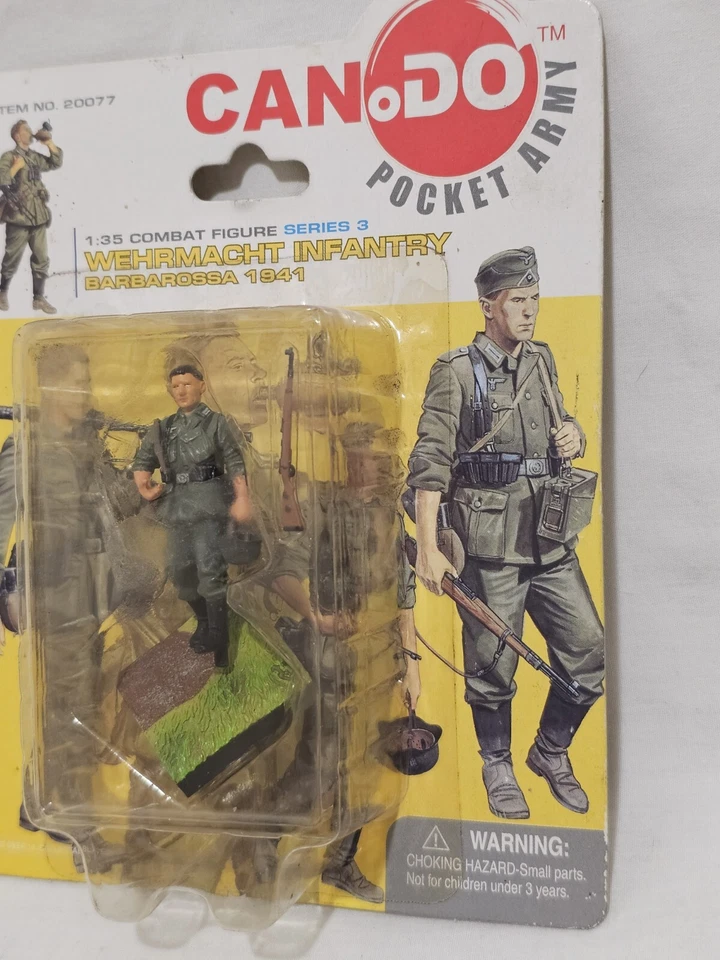 TEM NO. 20077
CAN.DO™
POCKET ARMY
1:35 COMBAT FIGURE SERIES 3
WEHRMACHT INFANTRY
BARBAROSSA 1941
WARNING:
CHOKING HAZARD-Small parts.
Not for children under 3 years.